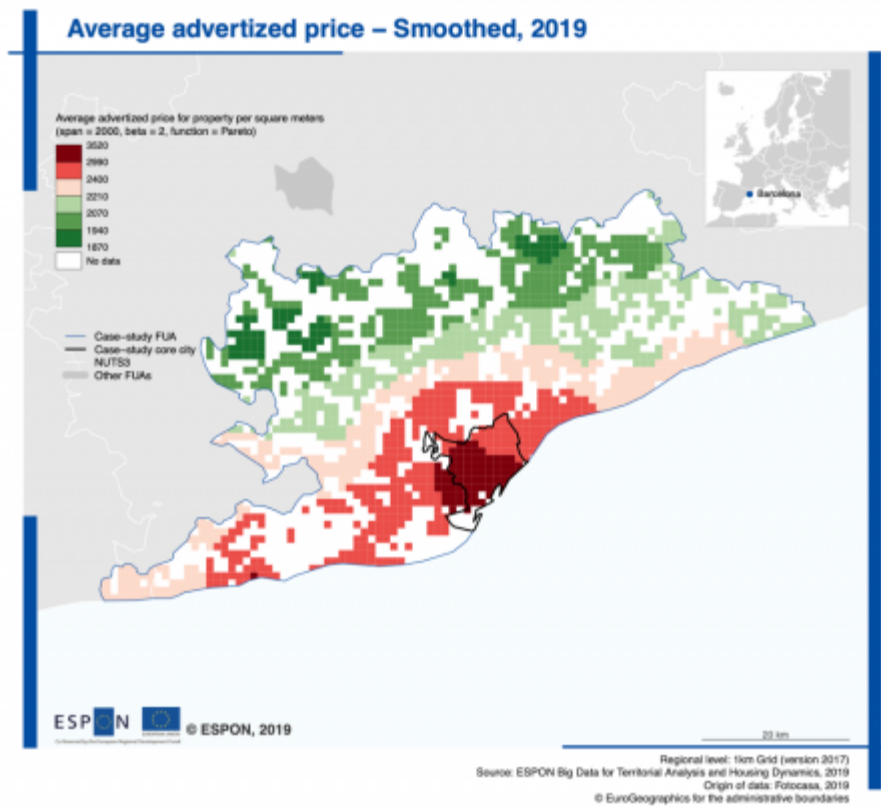 Average advertized price – Smoothed, 2019
Average advertized price for property per square meters
(span = 2000, beta = 2, function = Pareto)
3520
2990
2400
2210
2070
1940
1870
No data
Barcelona
Case–study FUA
Case–study core city
NUTS3
Other FUAs
ESPON
© ESPON, 2019
20 km
Regional level: 1km Grid (version 2017)
Source: ESPON Big Data for Territorial Analysis and Housing Dynamics, 2019
Origin of data: Fotocasa, 2019
© EuroGeographics for the administrative boundaries